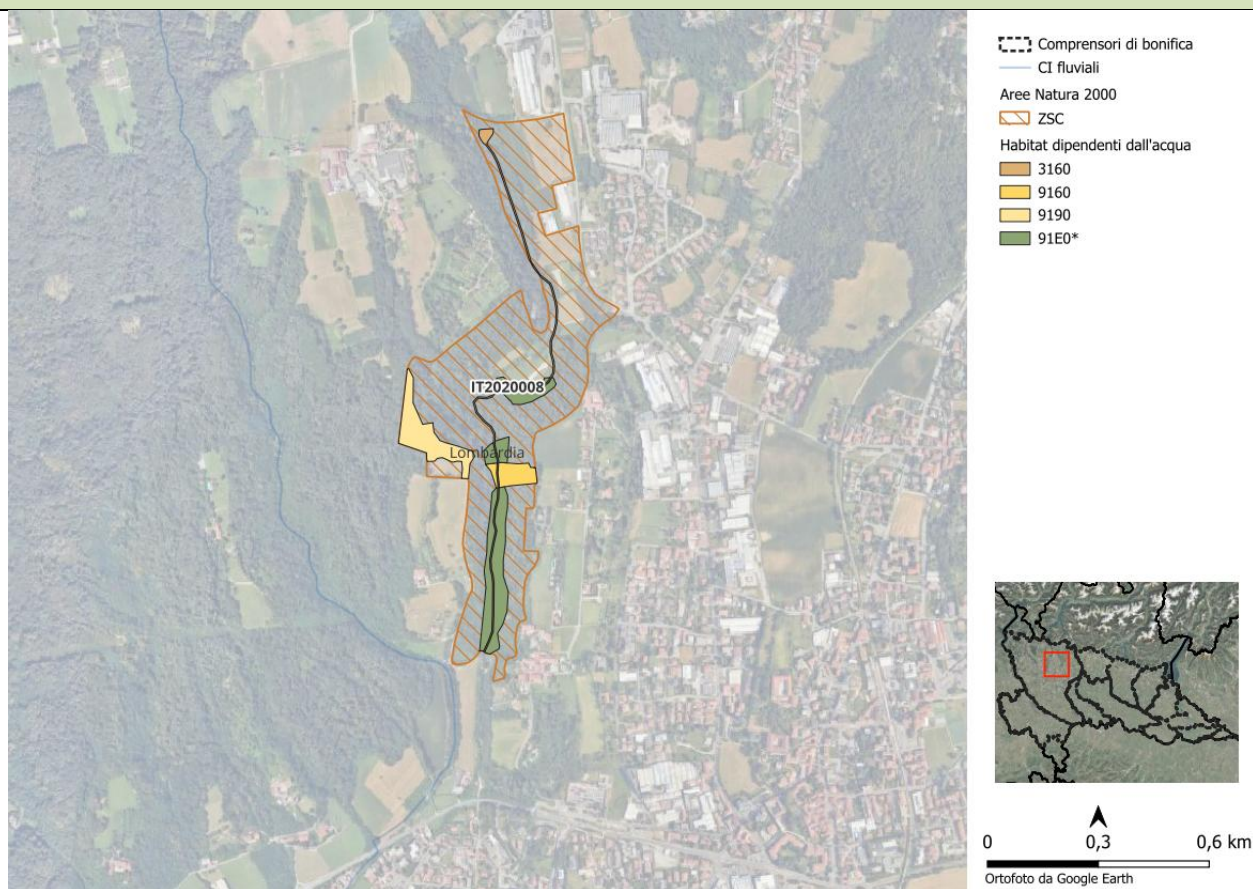 Comprensori di bonifica
CI fluviali
Aree Natura 2000
ZSC
Habitat dipendenti dall'acqua
3160
9160
9190
91E0*
IT2020008
Lombardia
0 0,3 0,6 km
Ortofoto da Google Earth